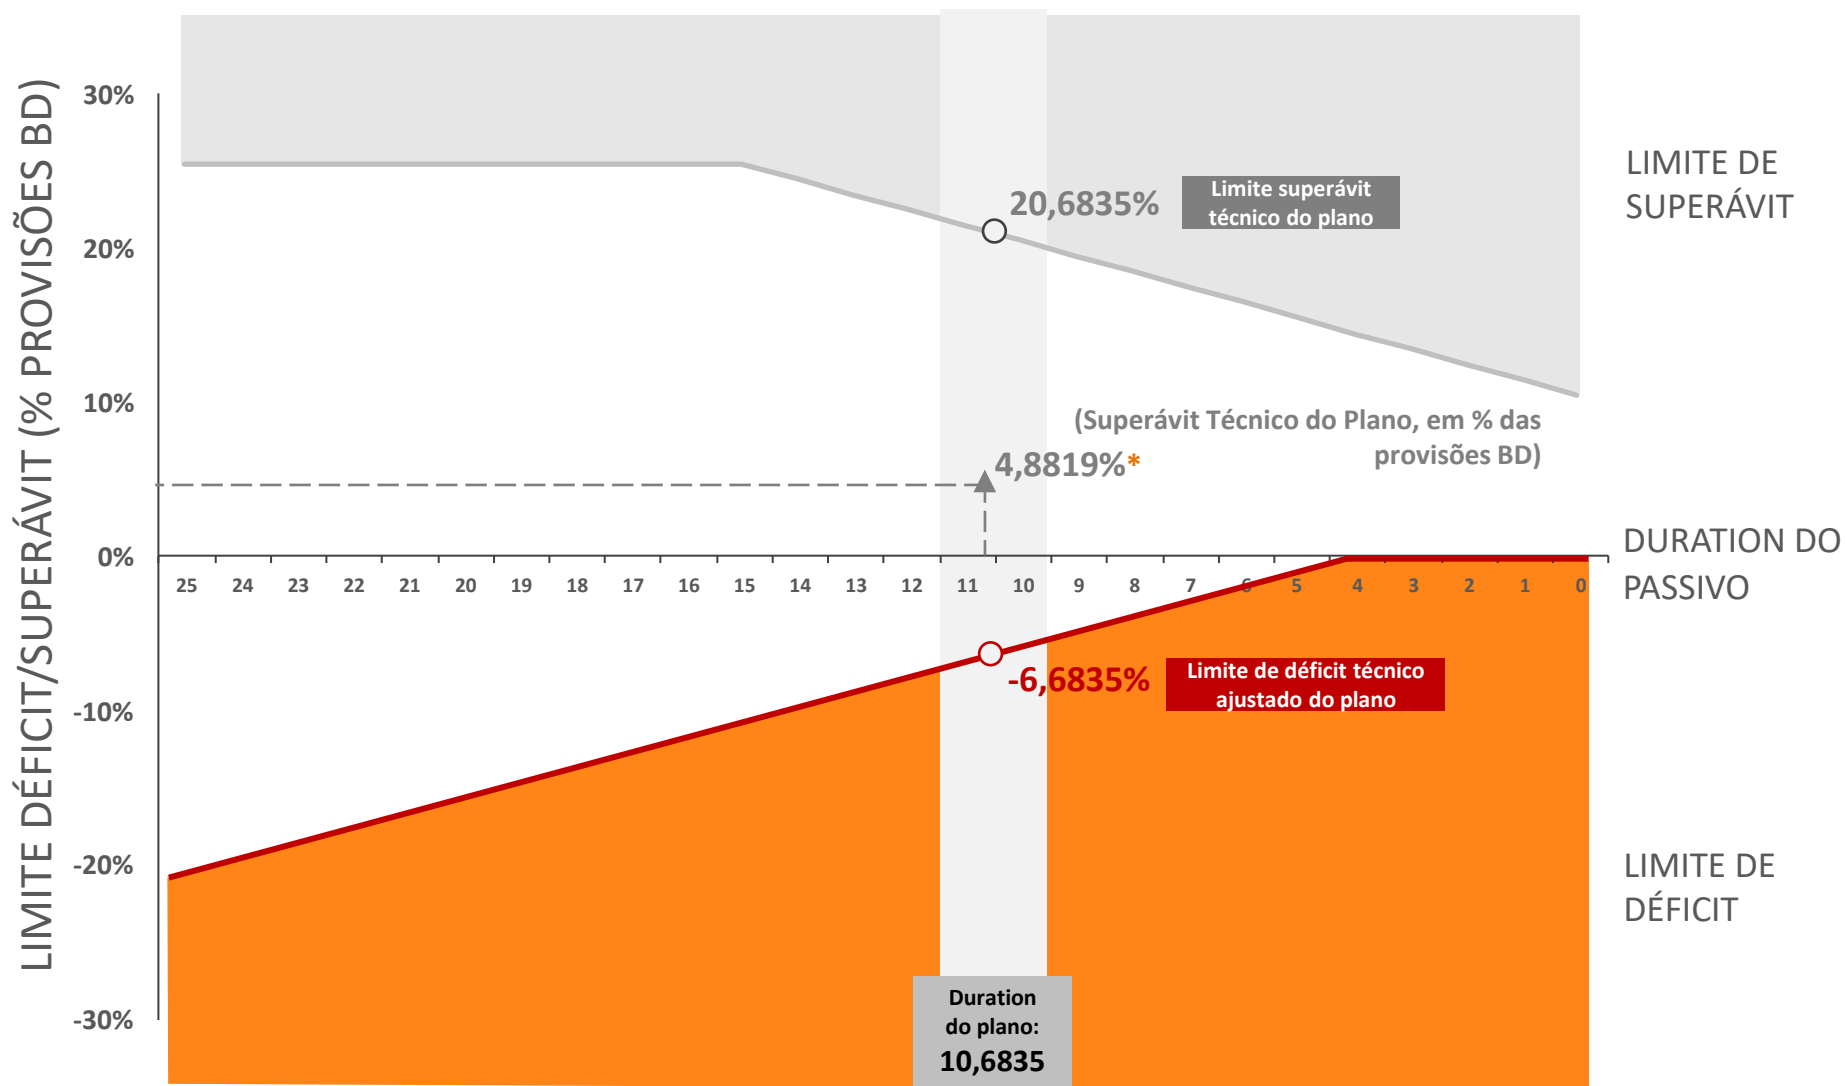 LIMITE DÉFICIT/SUPERÁVIT (% PROVISÕES BD)
30%
20%
10%
0%
-10%
-20%
-30%
LIMITE DE
SUPERÁVIT
20,6835%
Limite superávit
técnico do plano
(Superávit Técnico do Plano, em % das
provisões BD)
4,8819%*
DURATION DO
PASSIVO
25 24 23 22 21 20 19 18 17 16 15 14 13 12 11 10 9 8 7 6 5 4 3 2 1 0
-6,6835%
Limite de déficit técnico
ajustado do plano
LIMITE DE
DÉFICIT
Duration
do plano:
10,6835